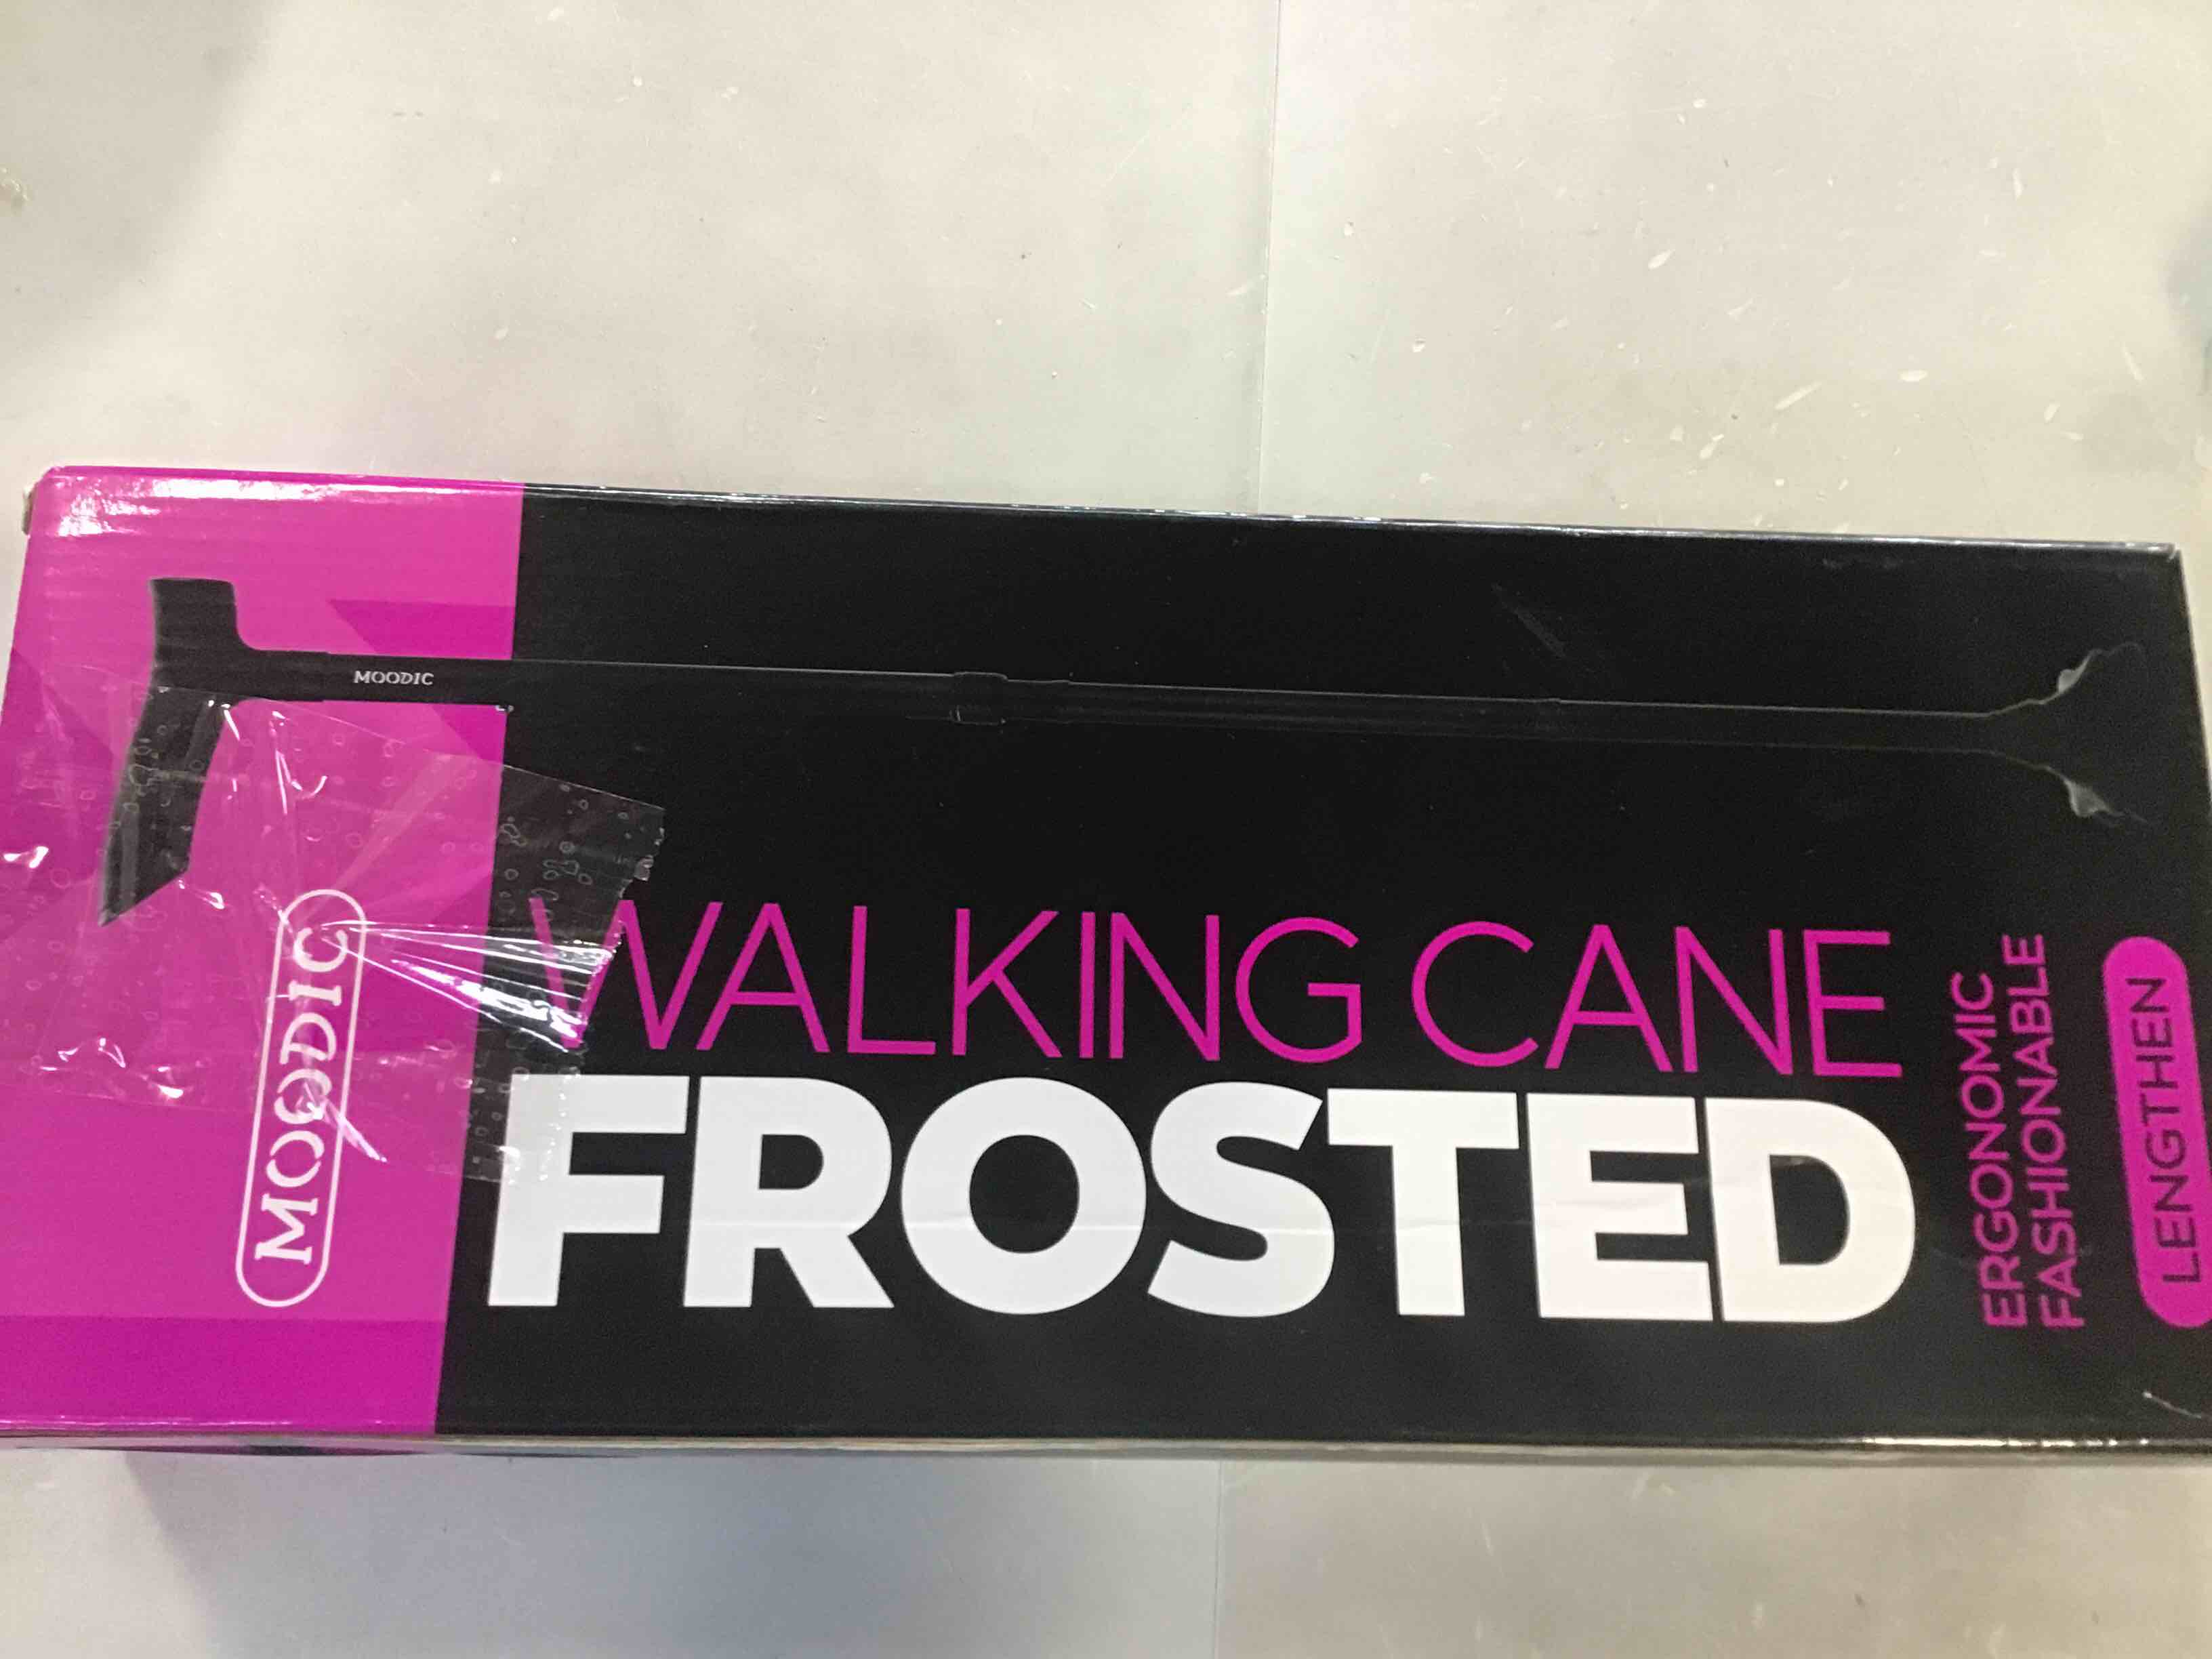 MOODIC
MOODIC
WALKING CANE
FROSTED
ERGONOMIC
FASHIONABLE
LENGTHEN